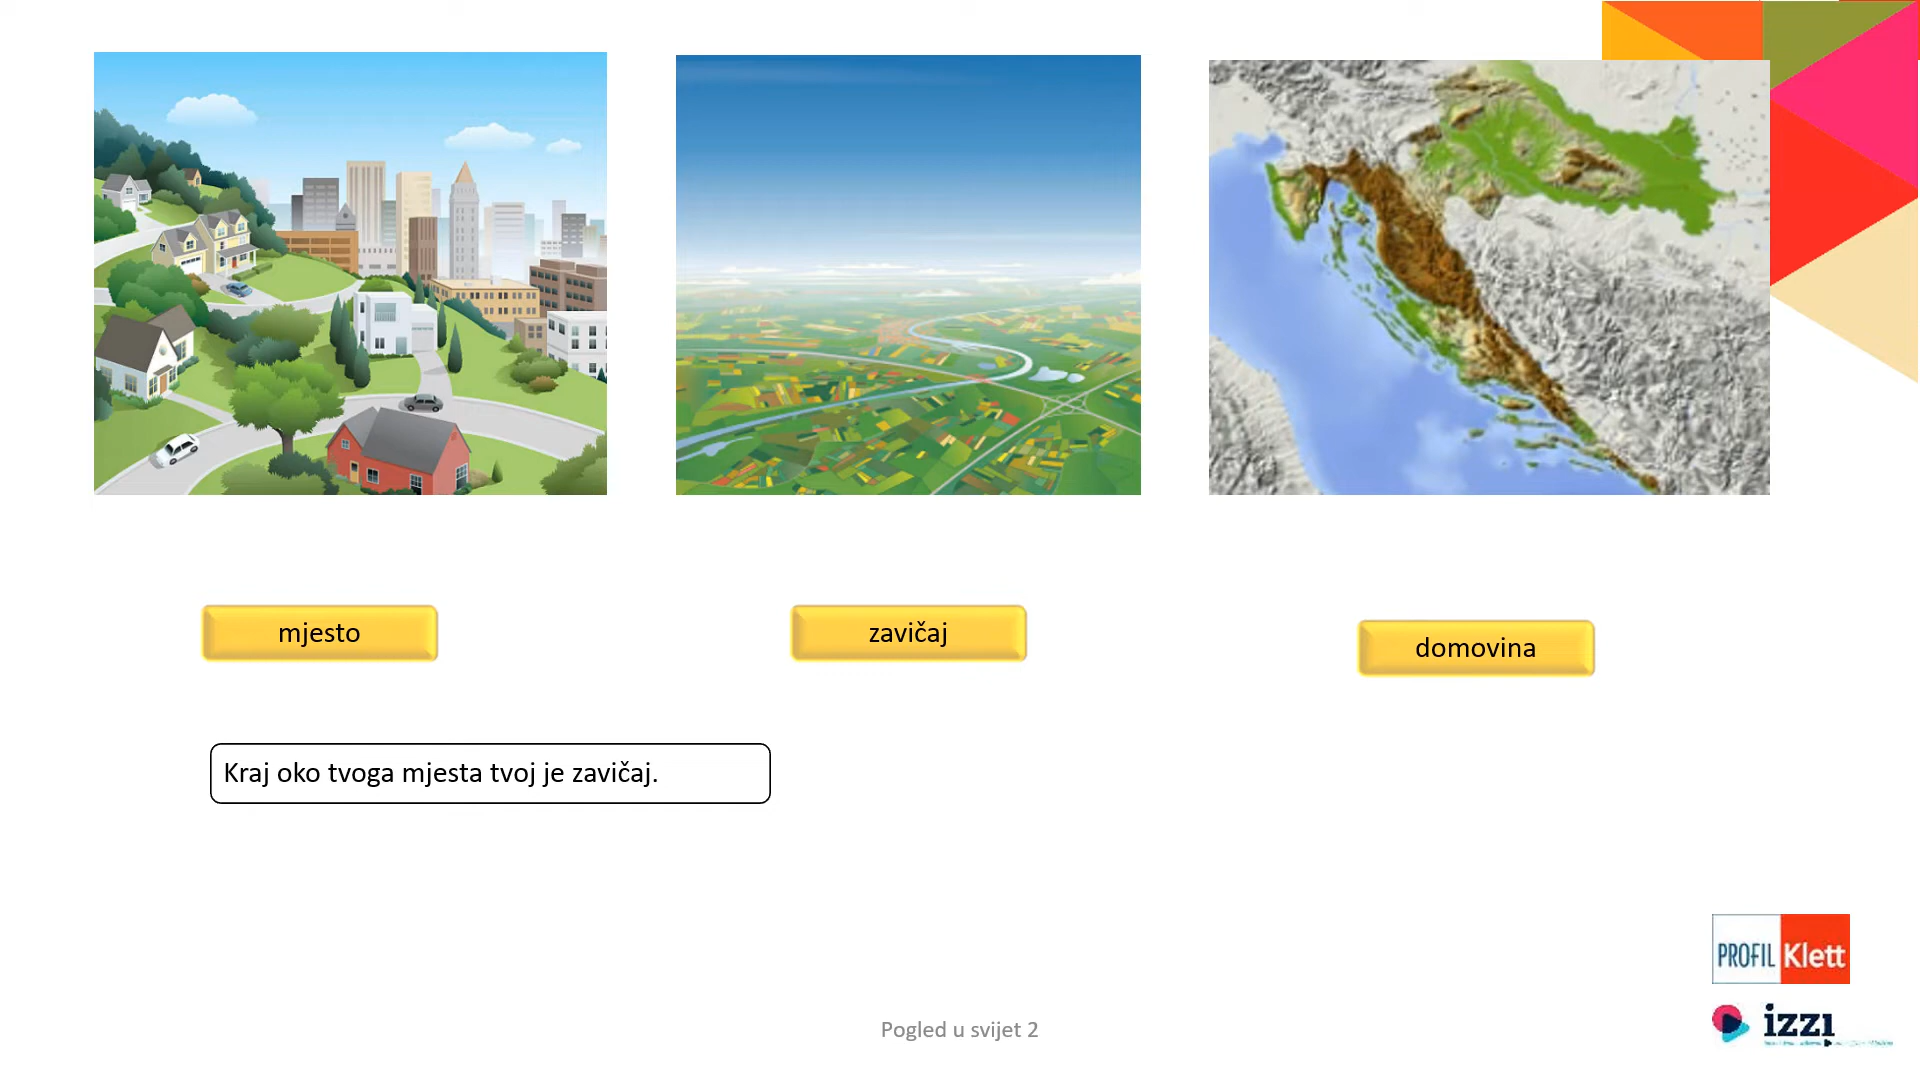 mjesto
zavičaj
domovina
Kraj oko tvoga mjesta tvoj je zavičaj.
PROFIL Klett
izzi
Pogled u svijet 2